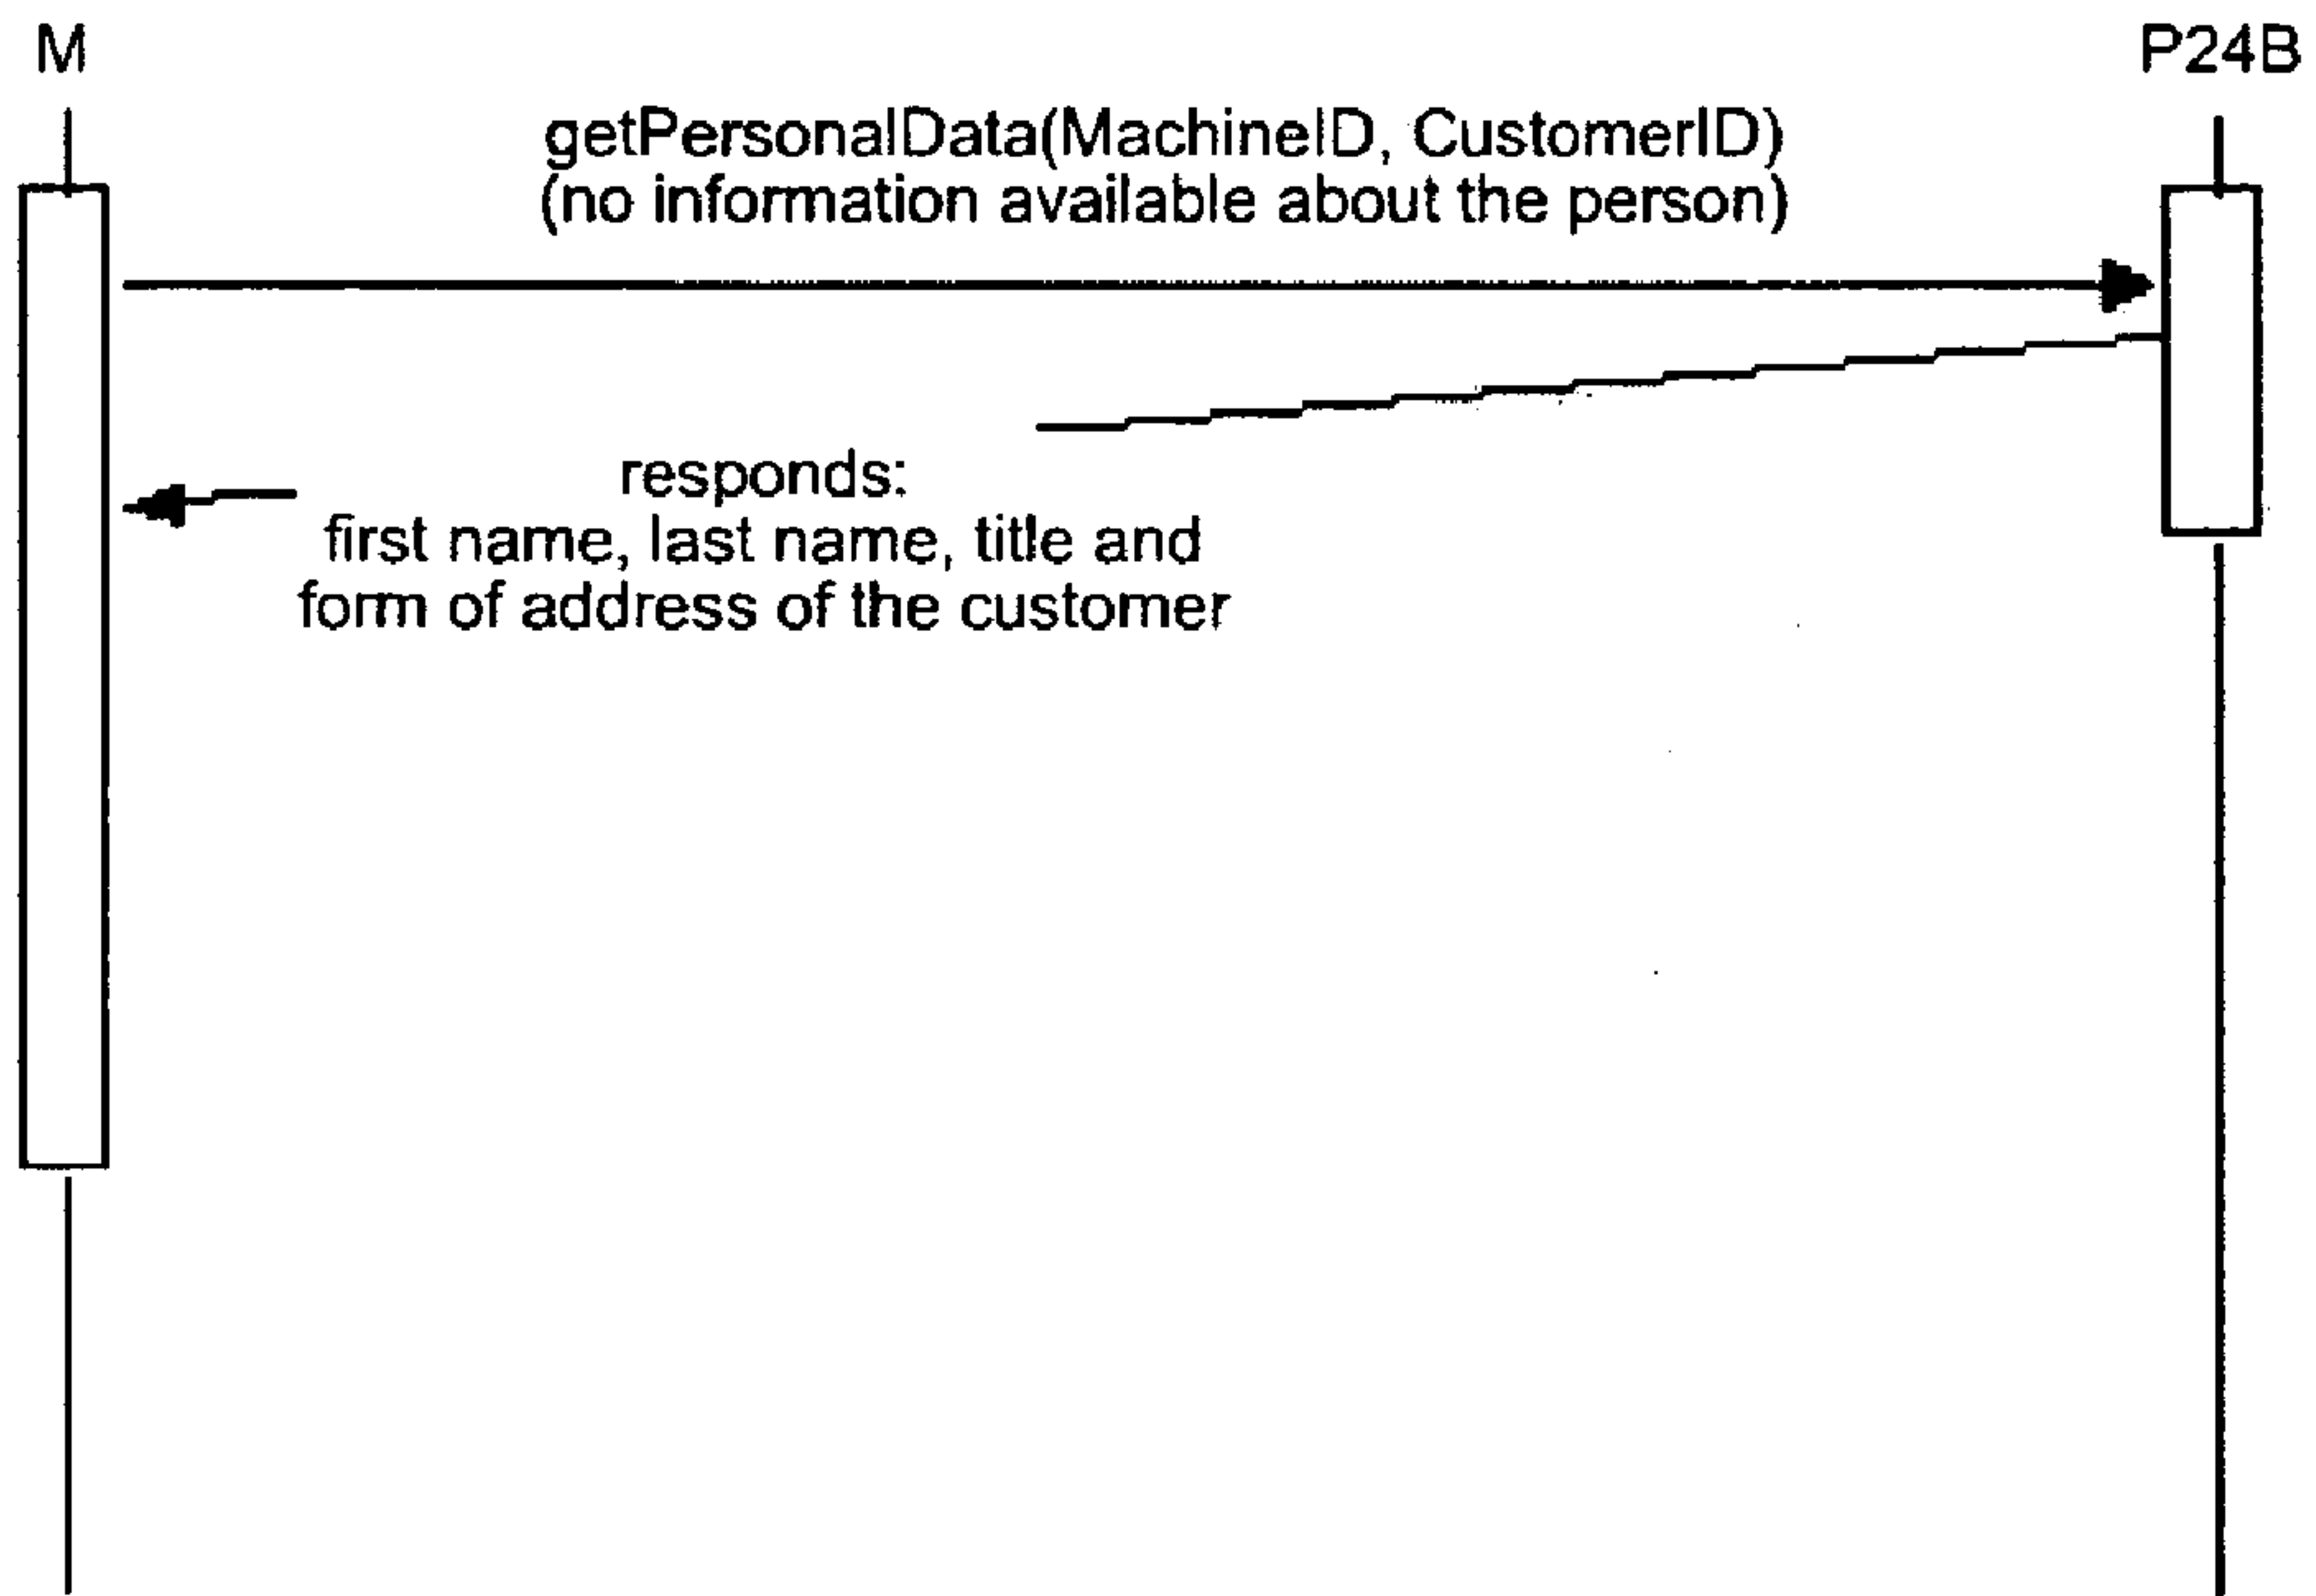 M
P24B
getPersonalData(MachineID, CustomerID)
(no information available about the person)
responds:
first name, last name, title and
form of address of the customer